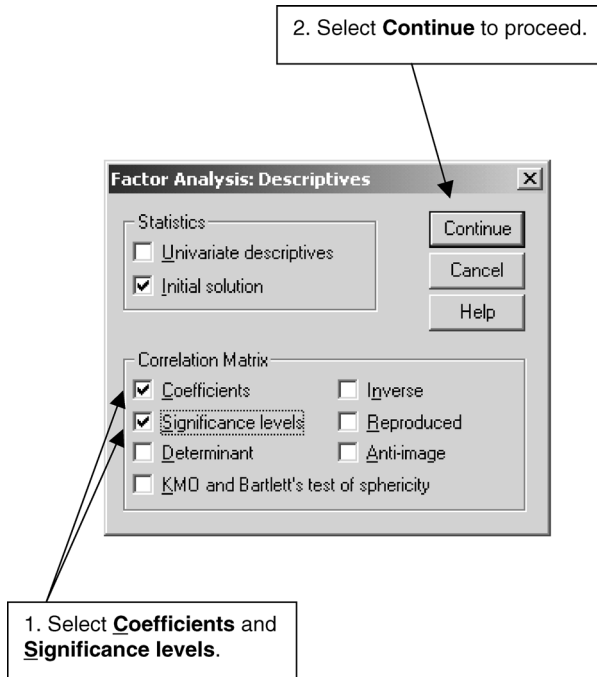 2. Select Continue to proceed.
Factor Analysis: Descriptives
Statistics
Univariate descriptives
Initial solution
Continue
Cancel
Help
Correlation Matrix
Coefficients
Inverse
Significance levels
Reproduced
Determinant
Anti-image
KMO and Bartlett's test of sphericity
1. Select Coefficients and
Significance levels.